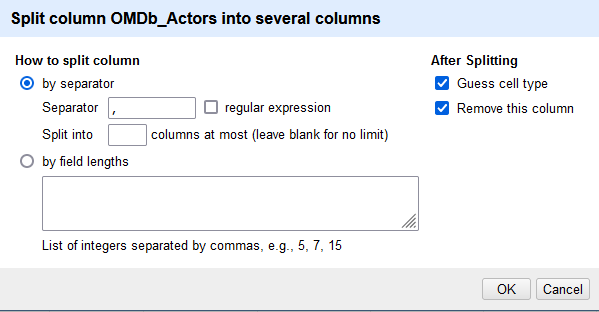 Split column OMDb_Actors into several columns
How to split column
by separator
Separator , regular expression
Split into columns at most (leave blank for no limit)
by field lengths
List of integers separated by commas, e.g., 5, 7, 15
After Splitting
Guess cell type
Remove this column
OK Cancel